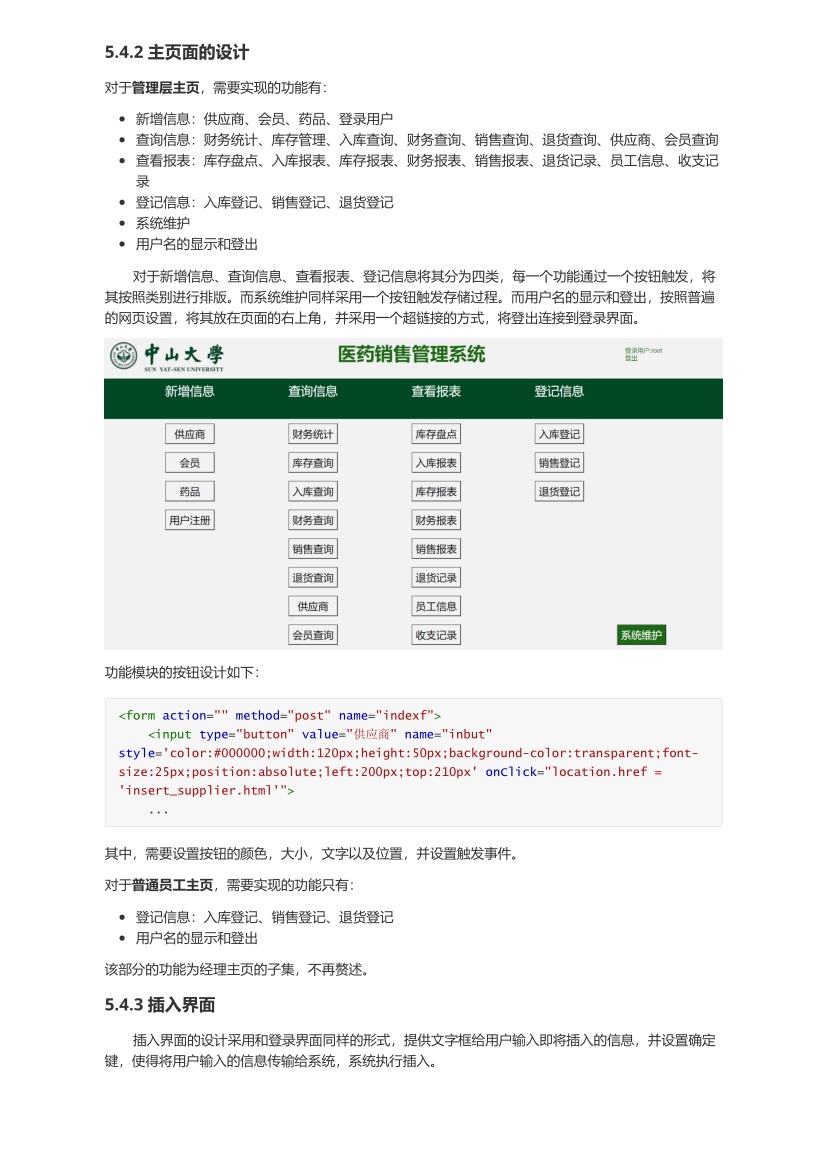 5.4.2 主页面的设计
对于管理层主页，需要实现的功能有：
• 新增信息：供应商、会员、药品、登录用户
• 查询信息：财务统计、库存管理、入库查询、财务查询、销售查询、退货查询、供应商、会员查询
• 查看报表：库存盘点、入库报表、库存报表、财务报表、销售报表、退货记录、员工信息、收支记
录
• 登记信息：入库登记、销售登记、退货登记
• 系统维护
• 用户名的显示和登出
对于新增信息、查询信息、查看报表、登记信息将其分为四类，每一个功能通过一个按钮触发，将
其按照类别进行排版。而系统维护同样采用一个按钮触发存储过程。而用户名的显示和登出，按照普遍
的网页设置，将其放在页面的右上角，并采用一个超链接的方式，将登出连接到登录界面。
中山大學
SUN YAT-SEN UNIVERSITY
医药销售管理系统
登录用户:root
登出
新增信息 查询信息 查看报表 登记信息
供应商 财务统计 库存盘点 入库登记
会员 库存查询 入库报表 销售登记
药品 入库查询 库存报表 退货登记
用户注册 财务查询 财务报表
销售查询 销售报表
退货查询 退货记录
供应商 员工信息
会员查询 收支记录 系统维护
功能模块的按钮设计如下：
<form action="" method="post" name="indexf">
<input type="button" value="供应商" name="inbut"
style='color:#000000;width:120px;height:50px;background-color:transparent;font-
size:25px;position:absolute;left:200px;top:210px' onClick="location.href =
'insert_supplier.html'">
...
其中，需要设置按钮的颜色，大小，文字以及位置，并设置触发事件。
对于普通员工主页，需要实现的功能只有：
• 登记信息：入库登记、销售登记、退货登记
• 用户名的显示和登出
该部分的功能为经理主页的子集，不再赘述。
5.4.3 插入界面
插入界面的设计采用和登录界面同样的形式，提供文字框给用户输入即将插入的信息，并设置确定
键，使得将用户输入的信息传输给系统，系统执行插入。